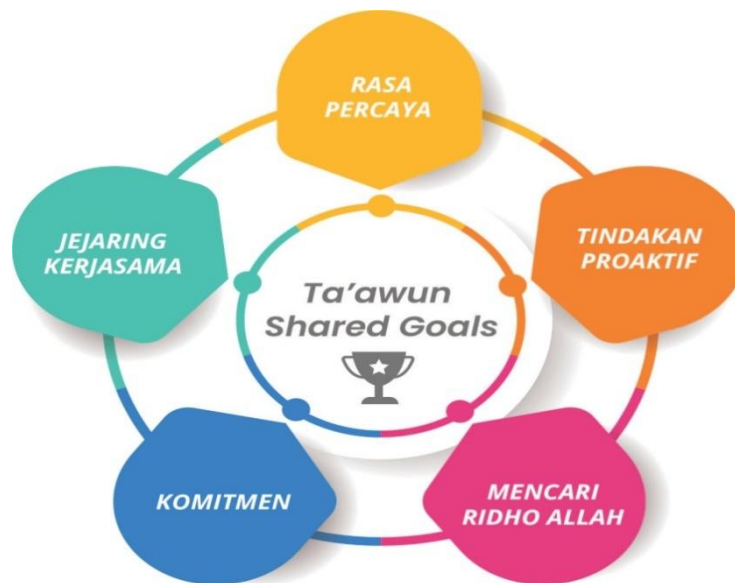 RASA
PERCAYA
TINDAKAN
PROAKTIF
MENCARI
RIDHO ALLAH
KOMITMEN
JEJARING
KERJASAMA
Ta'awun
Shared Goals